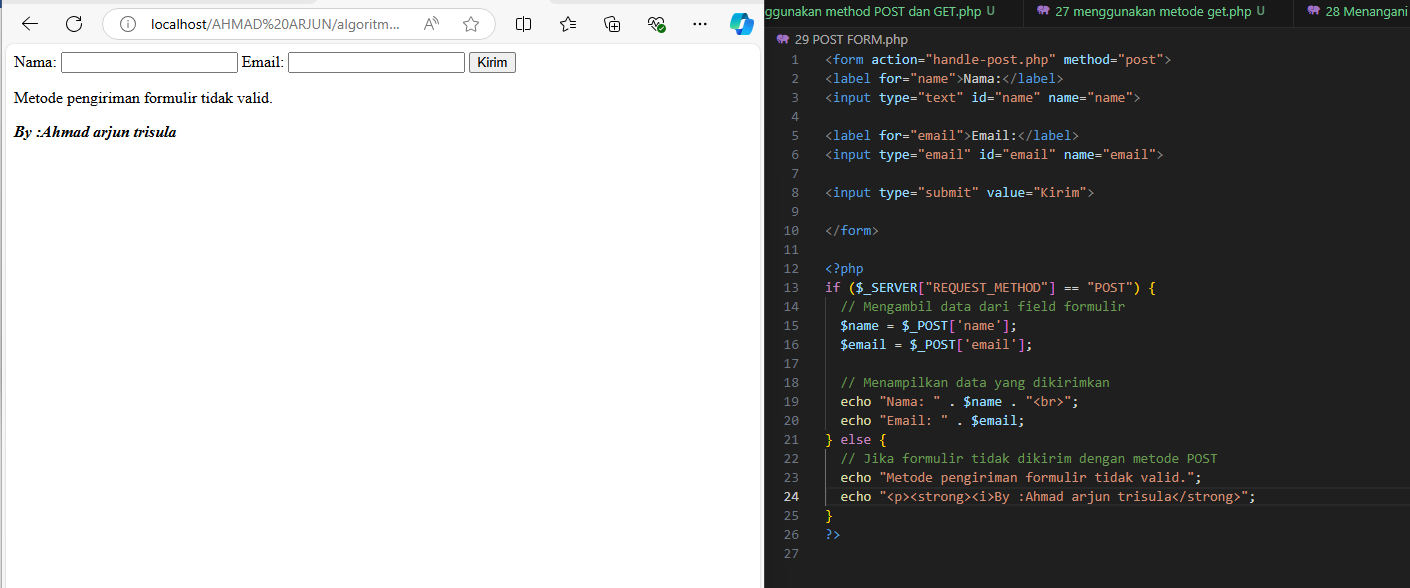 localhost/AHMAD%20ARJUN/algoritm...
Nama: Email: Kirim
Metode pengiriman formulir tidak valid.
By :Ahmad arjun trisula
ggunakan method POST dan GET.php U 27 menggunakan metode get.php U 28 Menangani
29 POST FORM.php
1 <form action="handle-post.php" method="post">
2 <label for="name">Nama:</label>
3 <input type="text" id="name" name="name">
4
5 <label for="email">Email:</label>
6 <input type="email" id="email" name="email">
7
8 <input type="submit" value="Kirim">
9
10 </form>
11
12 <?php
13 if ($_SERVER["REQUEST_METHOD"] == "POST") {
14 // Mengambil data dari field formulir
15 $name = $_POST['name'];
16 $email = $_POST['email'];
17
18 // Menampilkan data yang dikirimkan
19 echo "Nama: " . $name . "<br>";
20 echo "Email: " . $email;
21 } else {
22 // Jika formulir tidak dikirim dengan metode POST
23 echo "Metode pengiriman formulir tidak valid.";
24 echo "<p><strong><i>By :Ahmad arjun trisula</strong>";
25 }
26 ?>
27